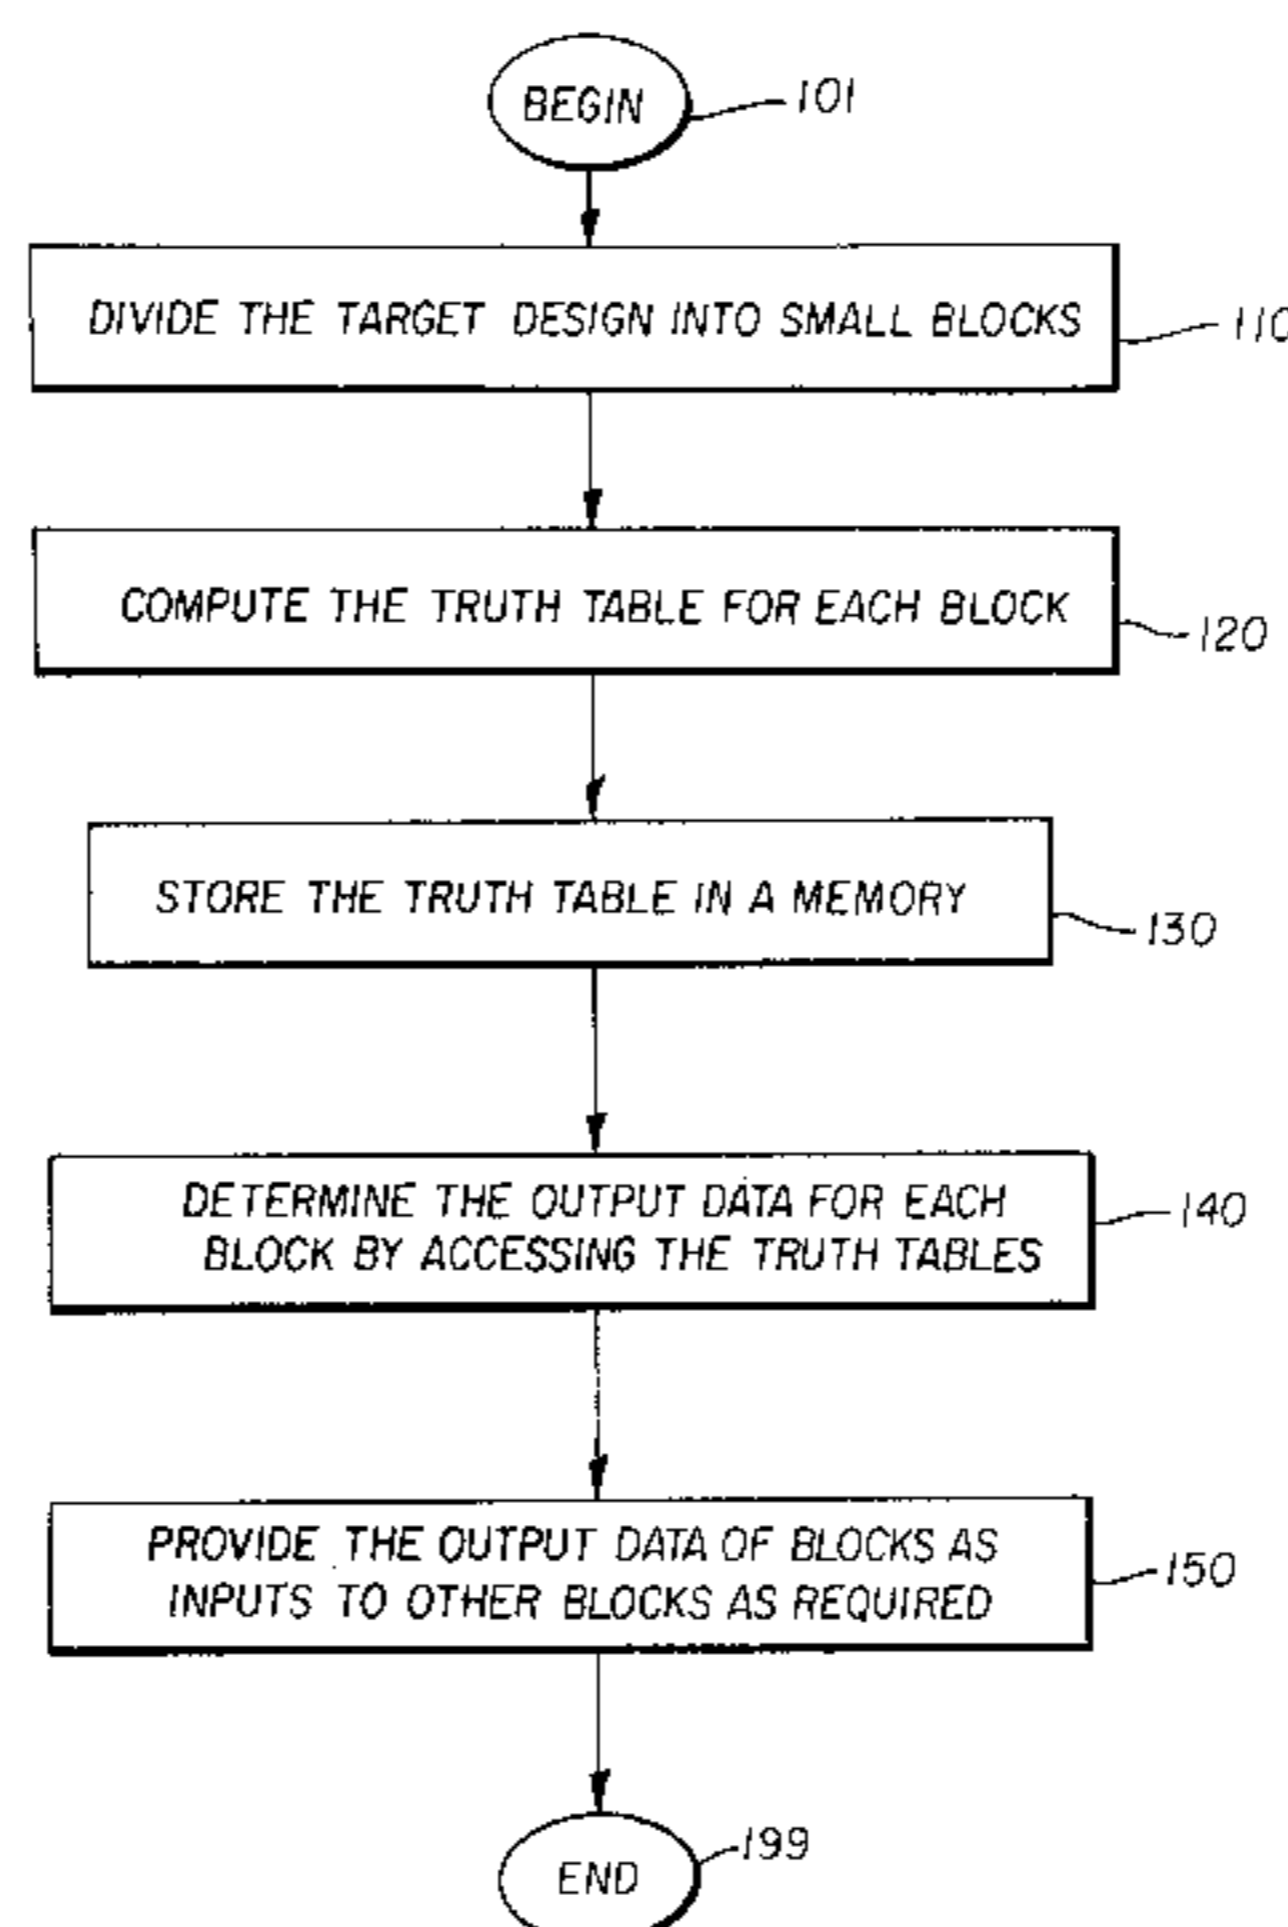 BEGIN
101
DIVIDE THE TARGET DESIGN INTO SMALL BLOCKS
110
COMPUTE THE TRUTH TABLE FOR EACH BLOCK
120
STORE THE TRUTH TABLE IN A MEMORY
130
DETERMINE THE OUTPUT DATA FOR EACH
BLOCK BY ACCESSING THE TRUTH TABLES
140
PROVIDE THE OUTPUT DATA OF BLOCKS AS
INPUTS TO OTHER BLOCKS AS REQUIRED
150
END
199